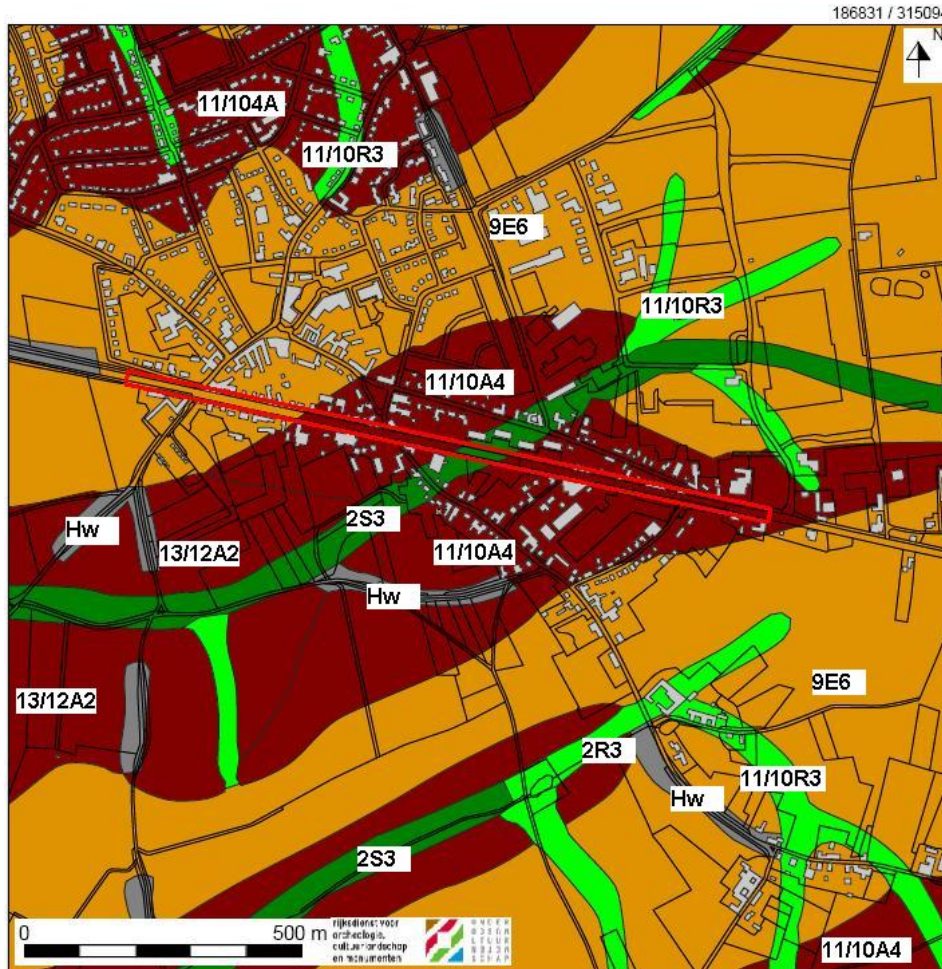 186831 / 315094
N
11/104A
11/10R3
9E6
11/10R3
11/10A4
2S3
Hw
13/12A2
11/10A4
Hw
13/12A2
9E6
2R3
11/10R3
Hw
2S3
11/10A4
0 500 m
rijksdienst voor
archeologie,
cultuurlandschap
en monumenten